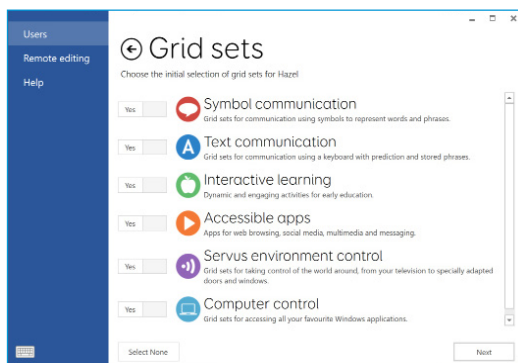 Users
Remote editing
Help
Grid sets
Choose the initial selection of grid sets for Hazel
Yes
Symbol communication
Grid sets for communication using symbols to represent words and phrases.
Yes
A
Text communication
Grid sets for communication using a keyboard with prediction and stored phrases.
Yes
Interactive learning
Dynamic and engaging activities for early education.
Yes
Accessible apps
Apps for web browsing, social media, multimedia and messaging.
Yes
Servus environment control
Grid sets for taking control of the world around, from your television to specially adapted
doors and windows.
Yes
Computer control
Grid sets for accessing all your favourite Windows applications.
Select None
Next